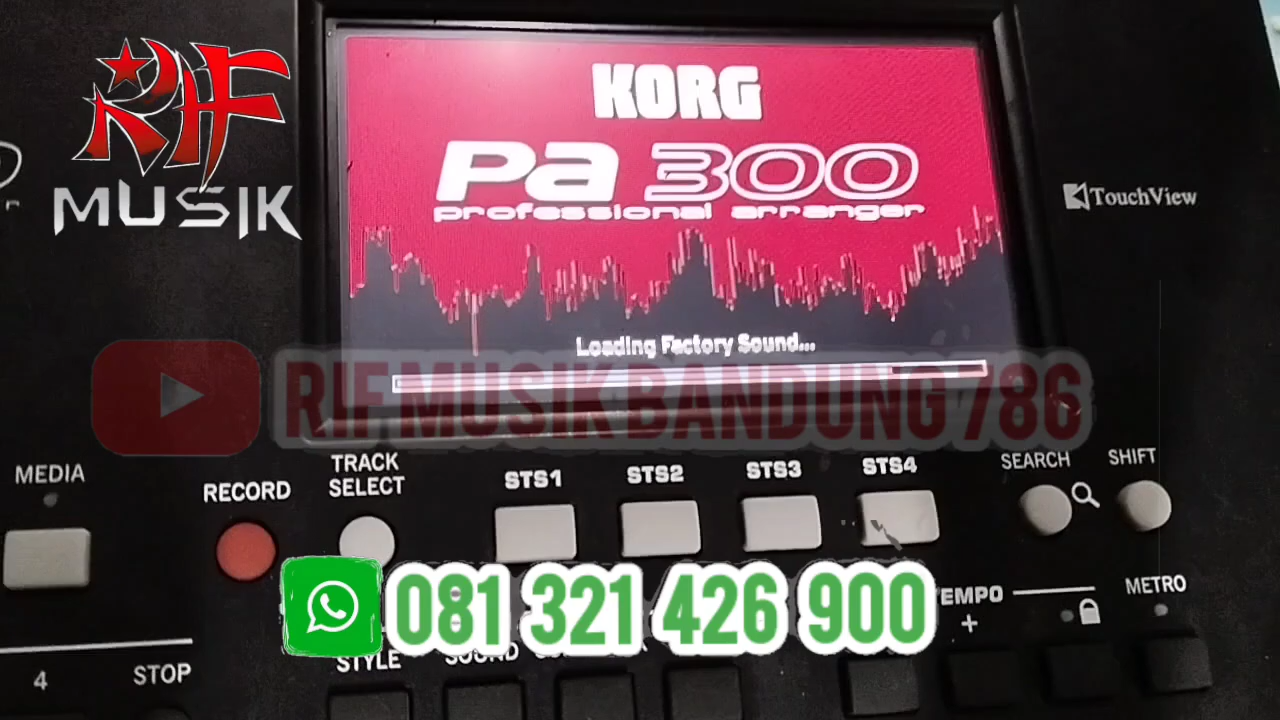 RIF
MUSIK
KORG
Pa 300
professional arranger
TouchView
Loading Factory Sound...
RIF MUSIK BANDUNG 786
MEDIA
RECORD
TRACK
SELECT
STS1
STS2
STS3
STS4
SEARCH
SHIFT
081 321 426 900
+
METRO
4
STOP
STYLE
SOUND